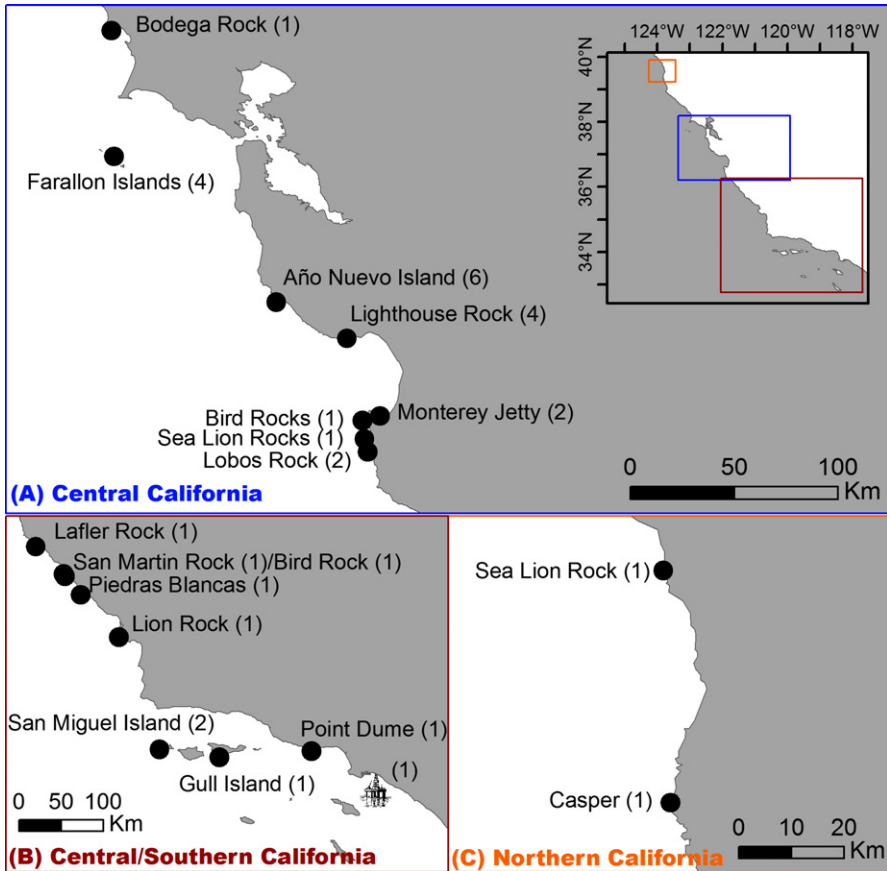 Bodega Rock (1)
Farallon Islands (4)
Año Nuevo Island (6)
Lighthouse Rock (4)
Bird Rocks (1)
Monterey Jetty (2)
Sea Lion Rocks (1)
Lobos Rock (2)
0 50 100
Km
(A) Central California
124°W 122°W 120°W 118°W
40°N
38°N
36°N
34°N
Lafler Rock (1)
San Martin Rock (1)/Bird Rock (1)
Piedras Blancas (1)
Lion Rock (1)
San Miguel Island (2)
Point Dume (1)
Gull Island (1)
(1)
0 50 100
Km
(B) Central/Southern California
Sea Lion Rock (1)
Casper (1)
0 10 20
Km
(C) Northern California